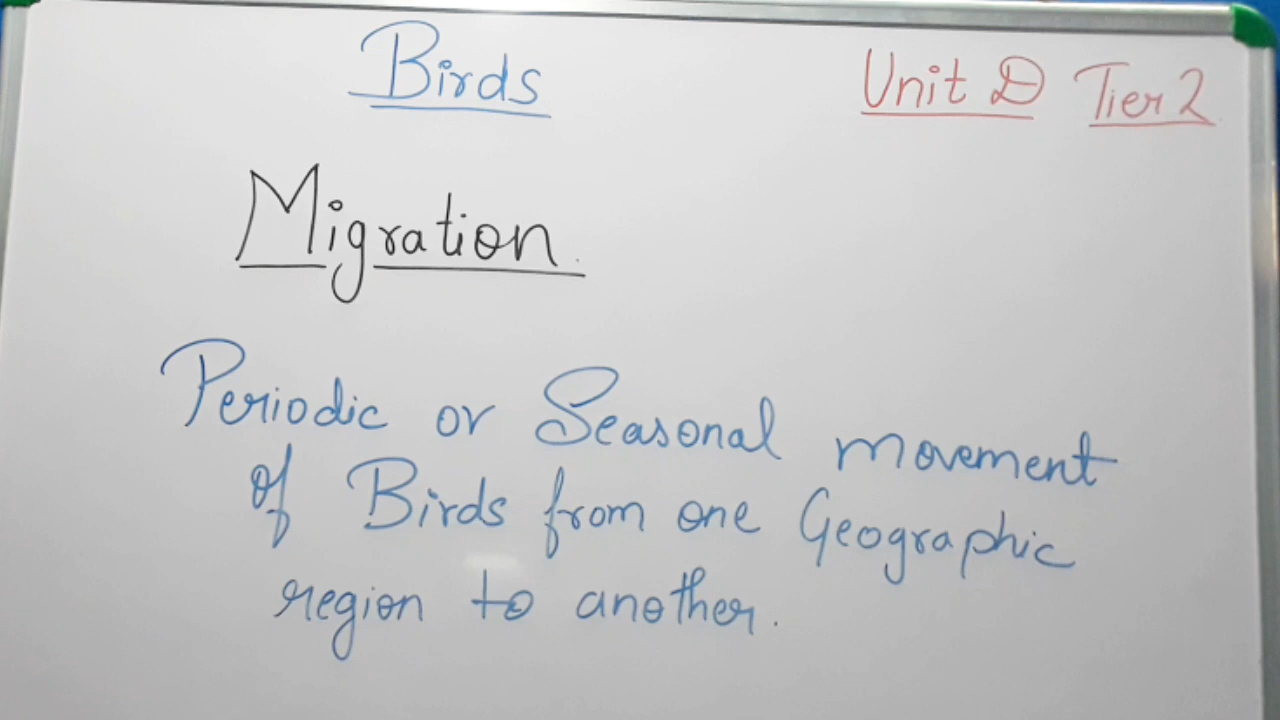 Birds
Unit D Tier 2
Migration.
Periodic or Seasonal movement
of Birds from one Geographic
region to another.